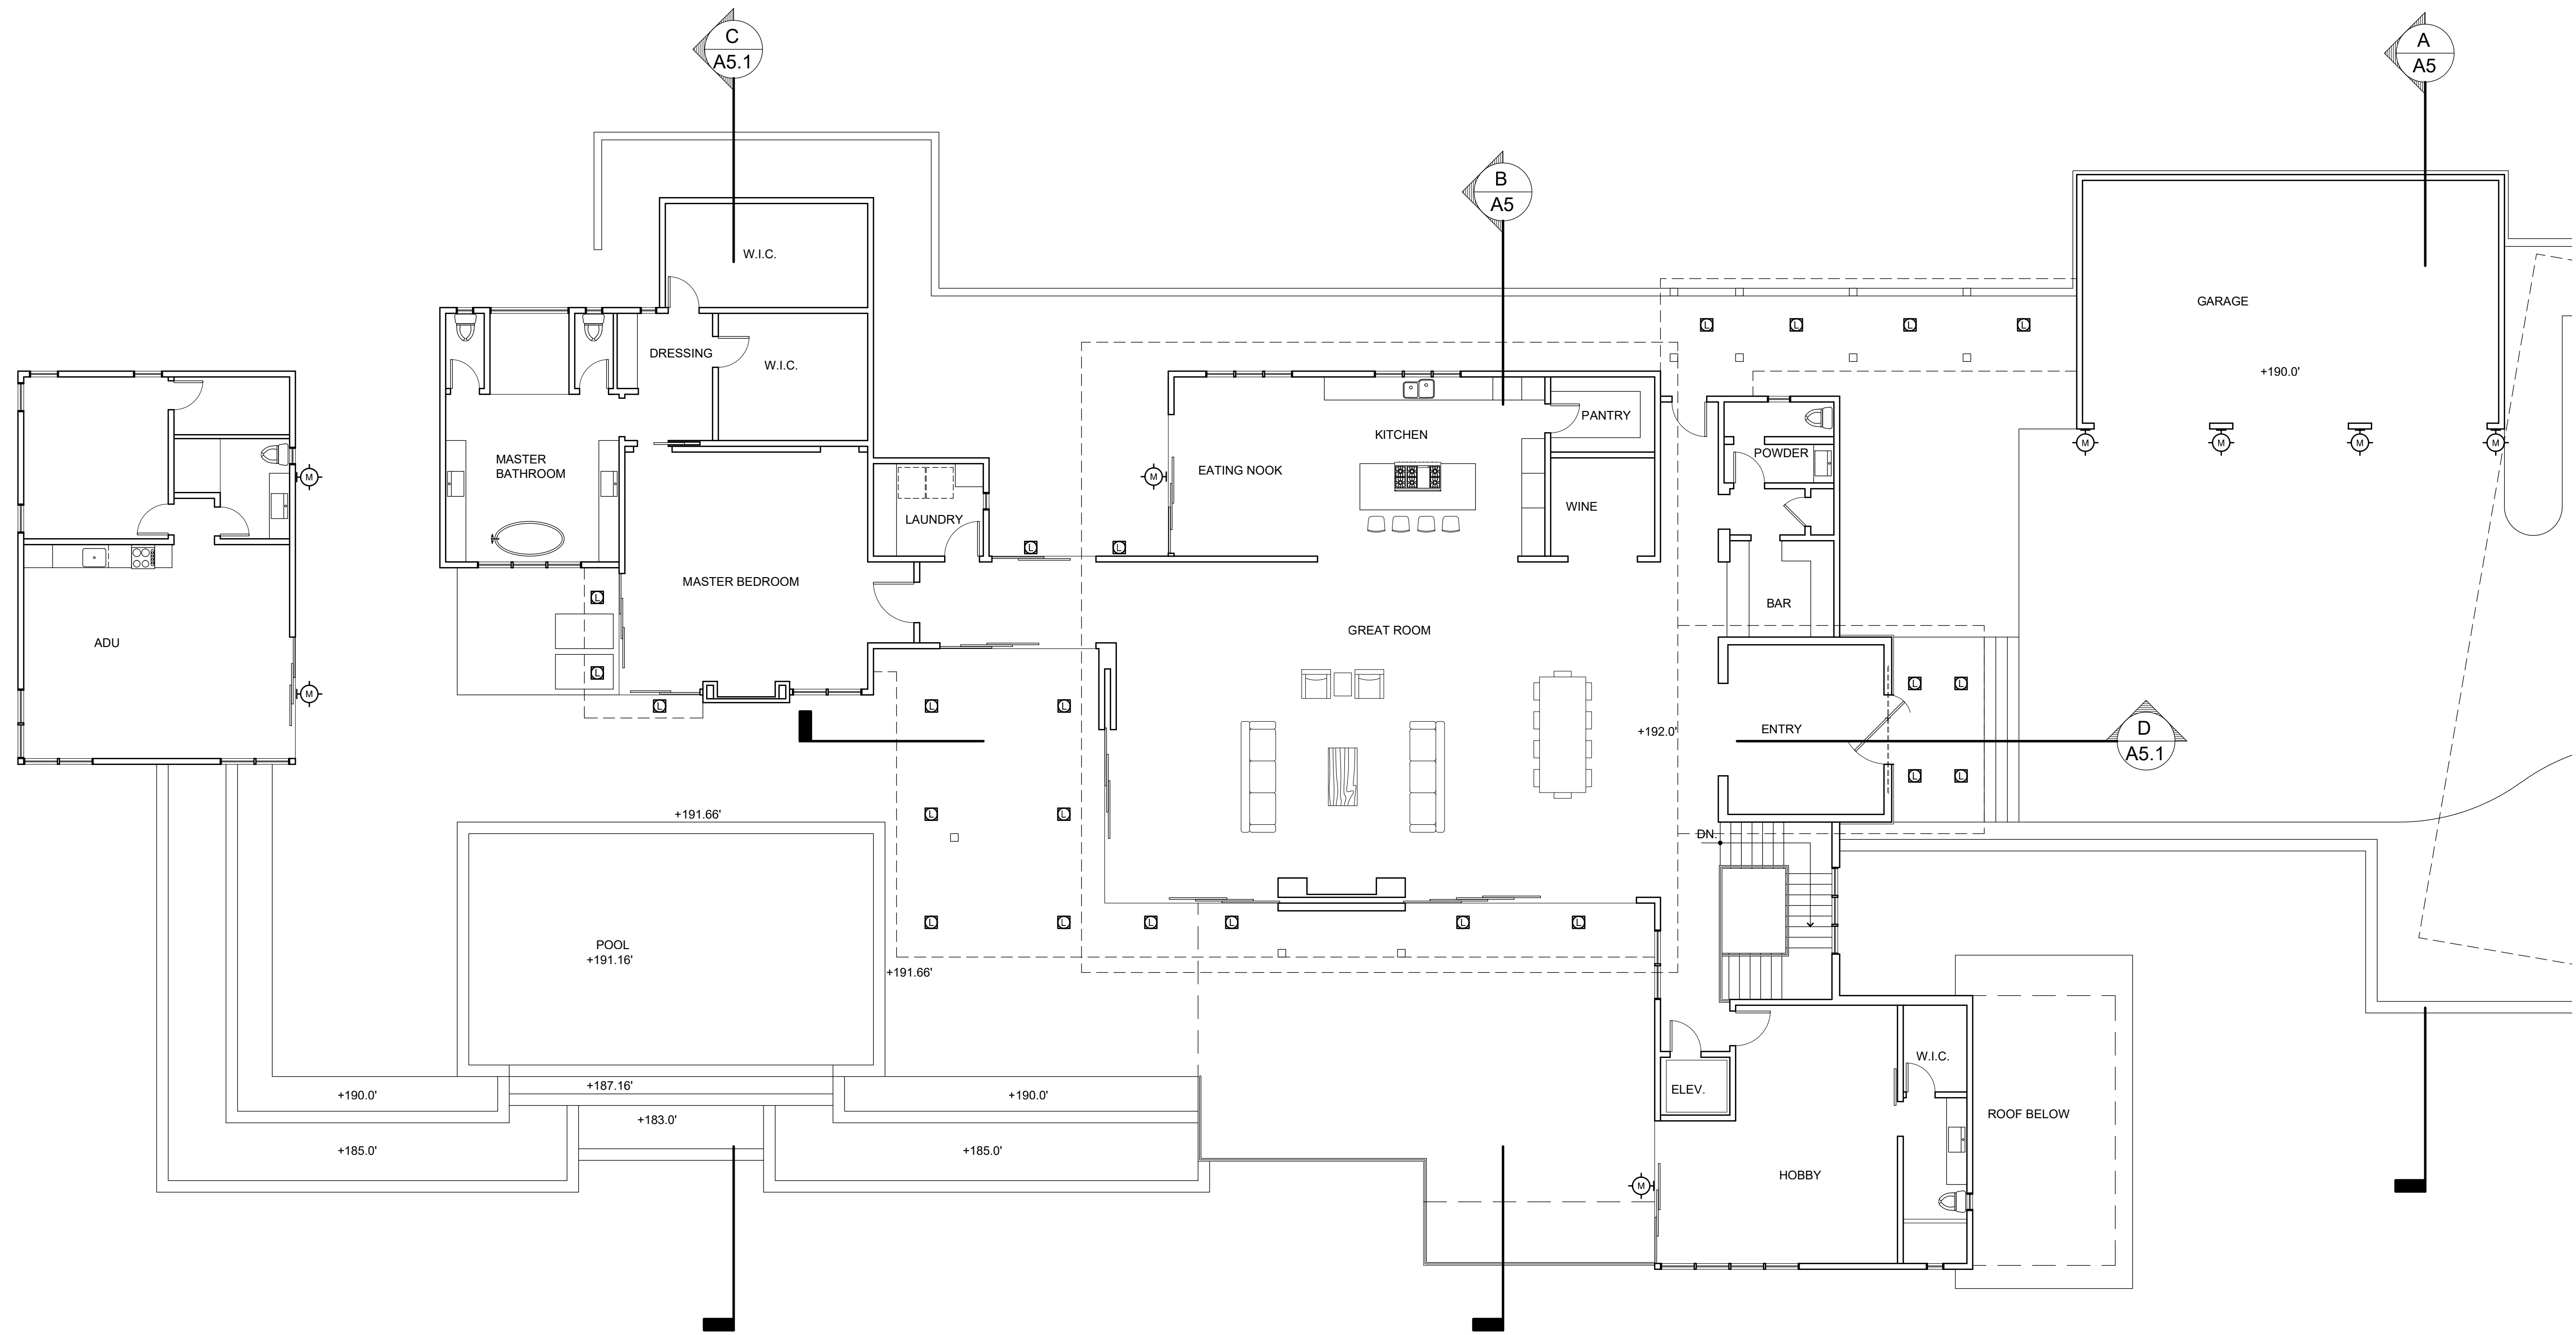 C
A5.1
A
A5
B
A5
W.I.C.
GARAGE
L
L
L
L
DRESSING
W.I.C.
+190.0'
PANTRY
KITCHEN
M
M
M
M
MASTER
BATHROOM
POWDER
EATING NOOK
M
M
WINE
LAUNDRY
L
L
MASTER BEDROOM
L
BAR
GREAT ROOM
ADU
L
L
L
M
L
L
L
+192.0'
ENTRY
D
A5.1
L
L
+191.66'
L
L
DN.
L
L
L
L
L
L
POOL
+191.16'
+191.66'
W.I.C.
+187.16'
ELEV.
+190.0'
+190.0'
ROOF BELOW
+183.0'
+185.0'
+185.0'
HOBBY
M